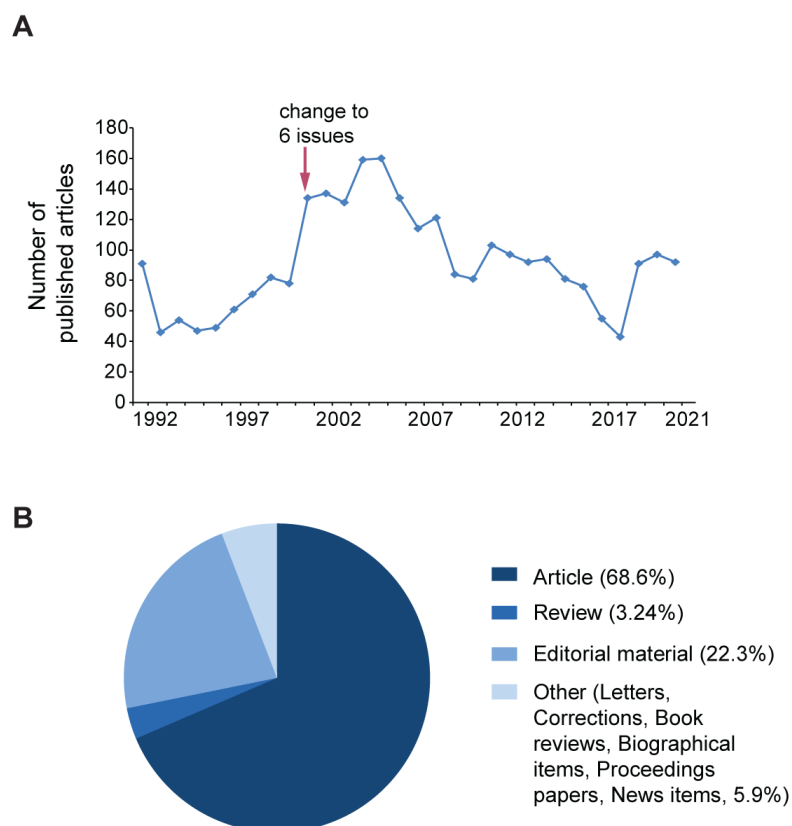 A
change to
6 issues
180
160
140
120
100
80
60
40
20
0
Number of
published articles
1992 1997 2002 2007 2012 2017 2021
B
Article (68.6%)
Review (3.24%)
Editorial material (22.3%)
Other (Letters,
Corrections, Book
reviews, Biographical
items, Proceedings
papers, News items, 5.9%)